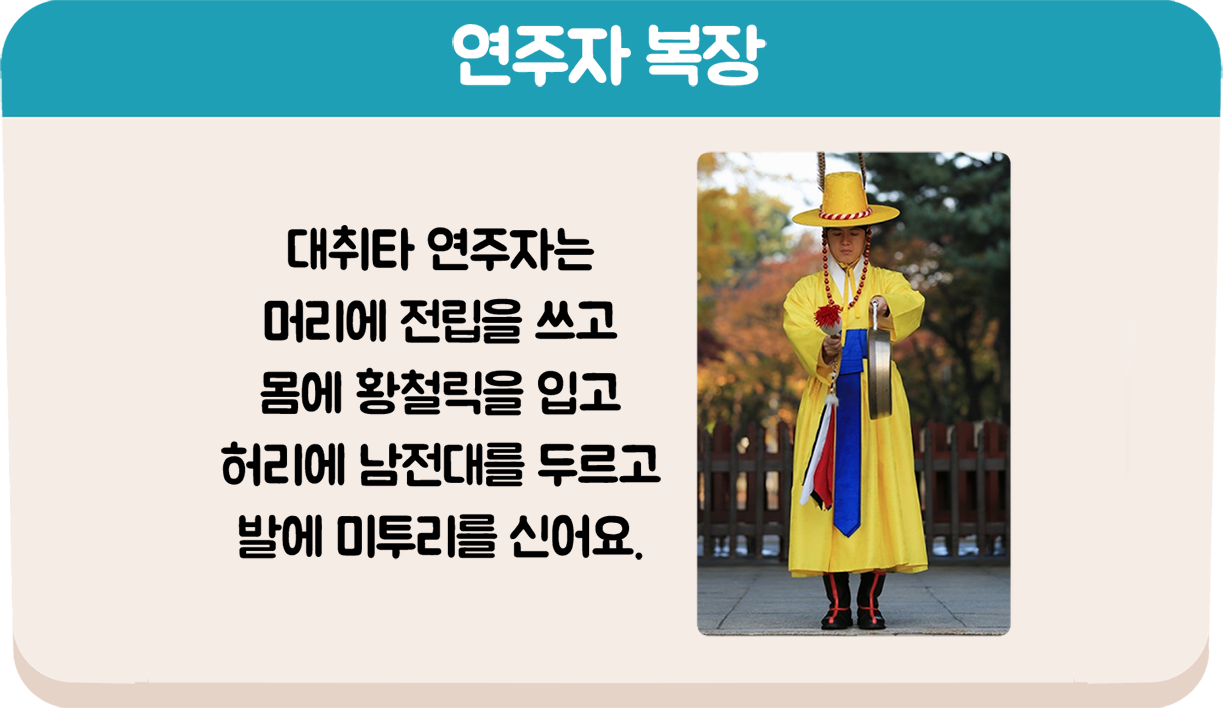 연주자 복장
대취타 연주자는
머리에 전립을 쓰고
몸에 황철릭을 입고
허리에 남전대를 두르고
발에 미투리를 신어요.